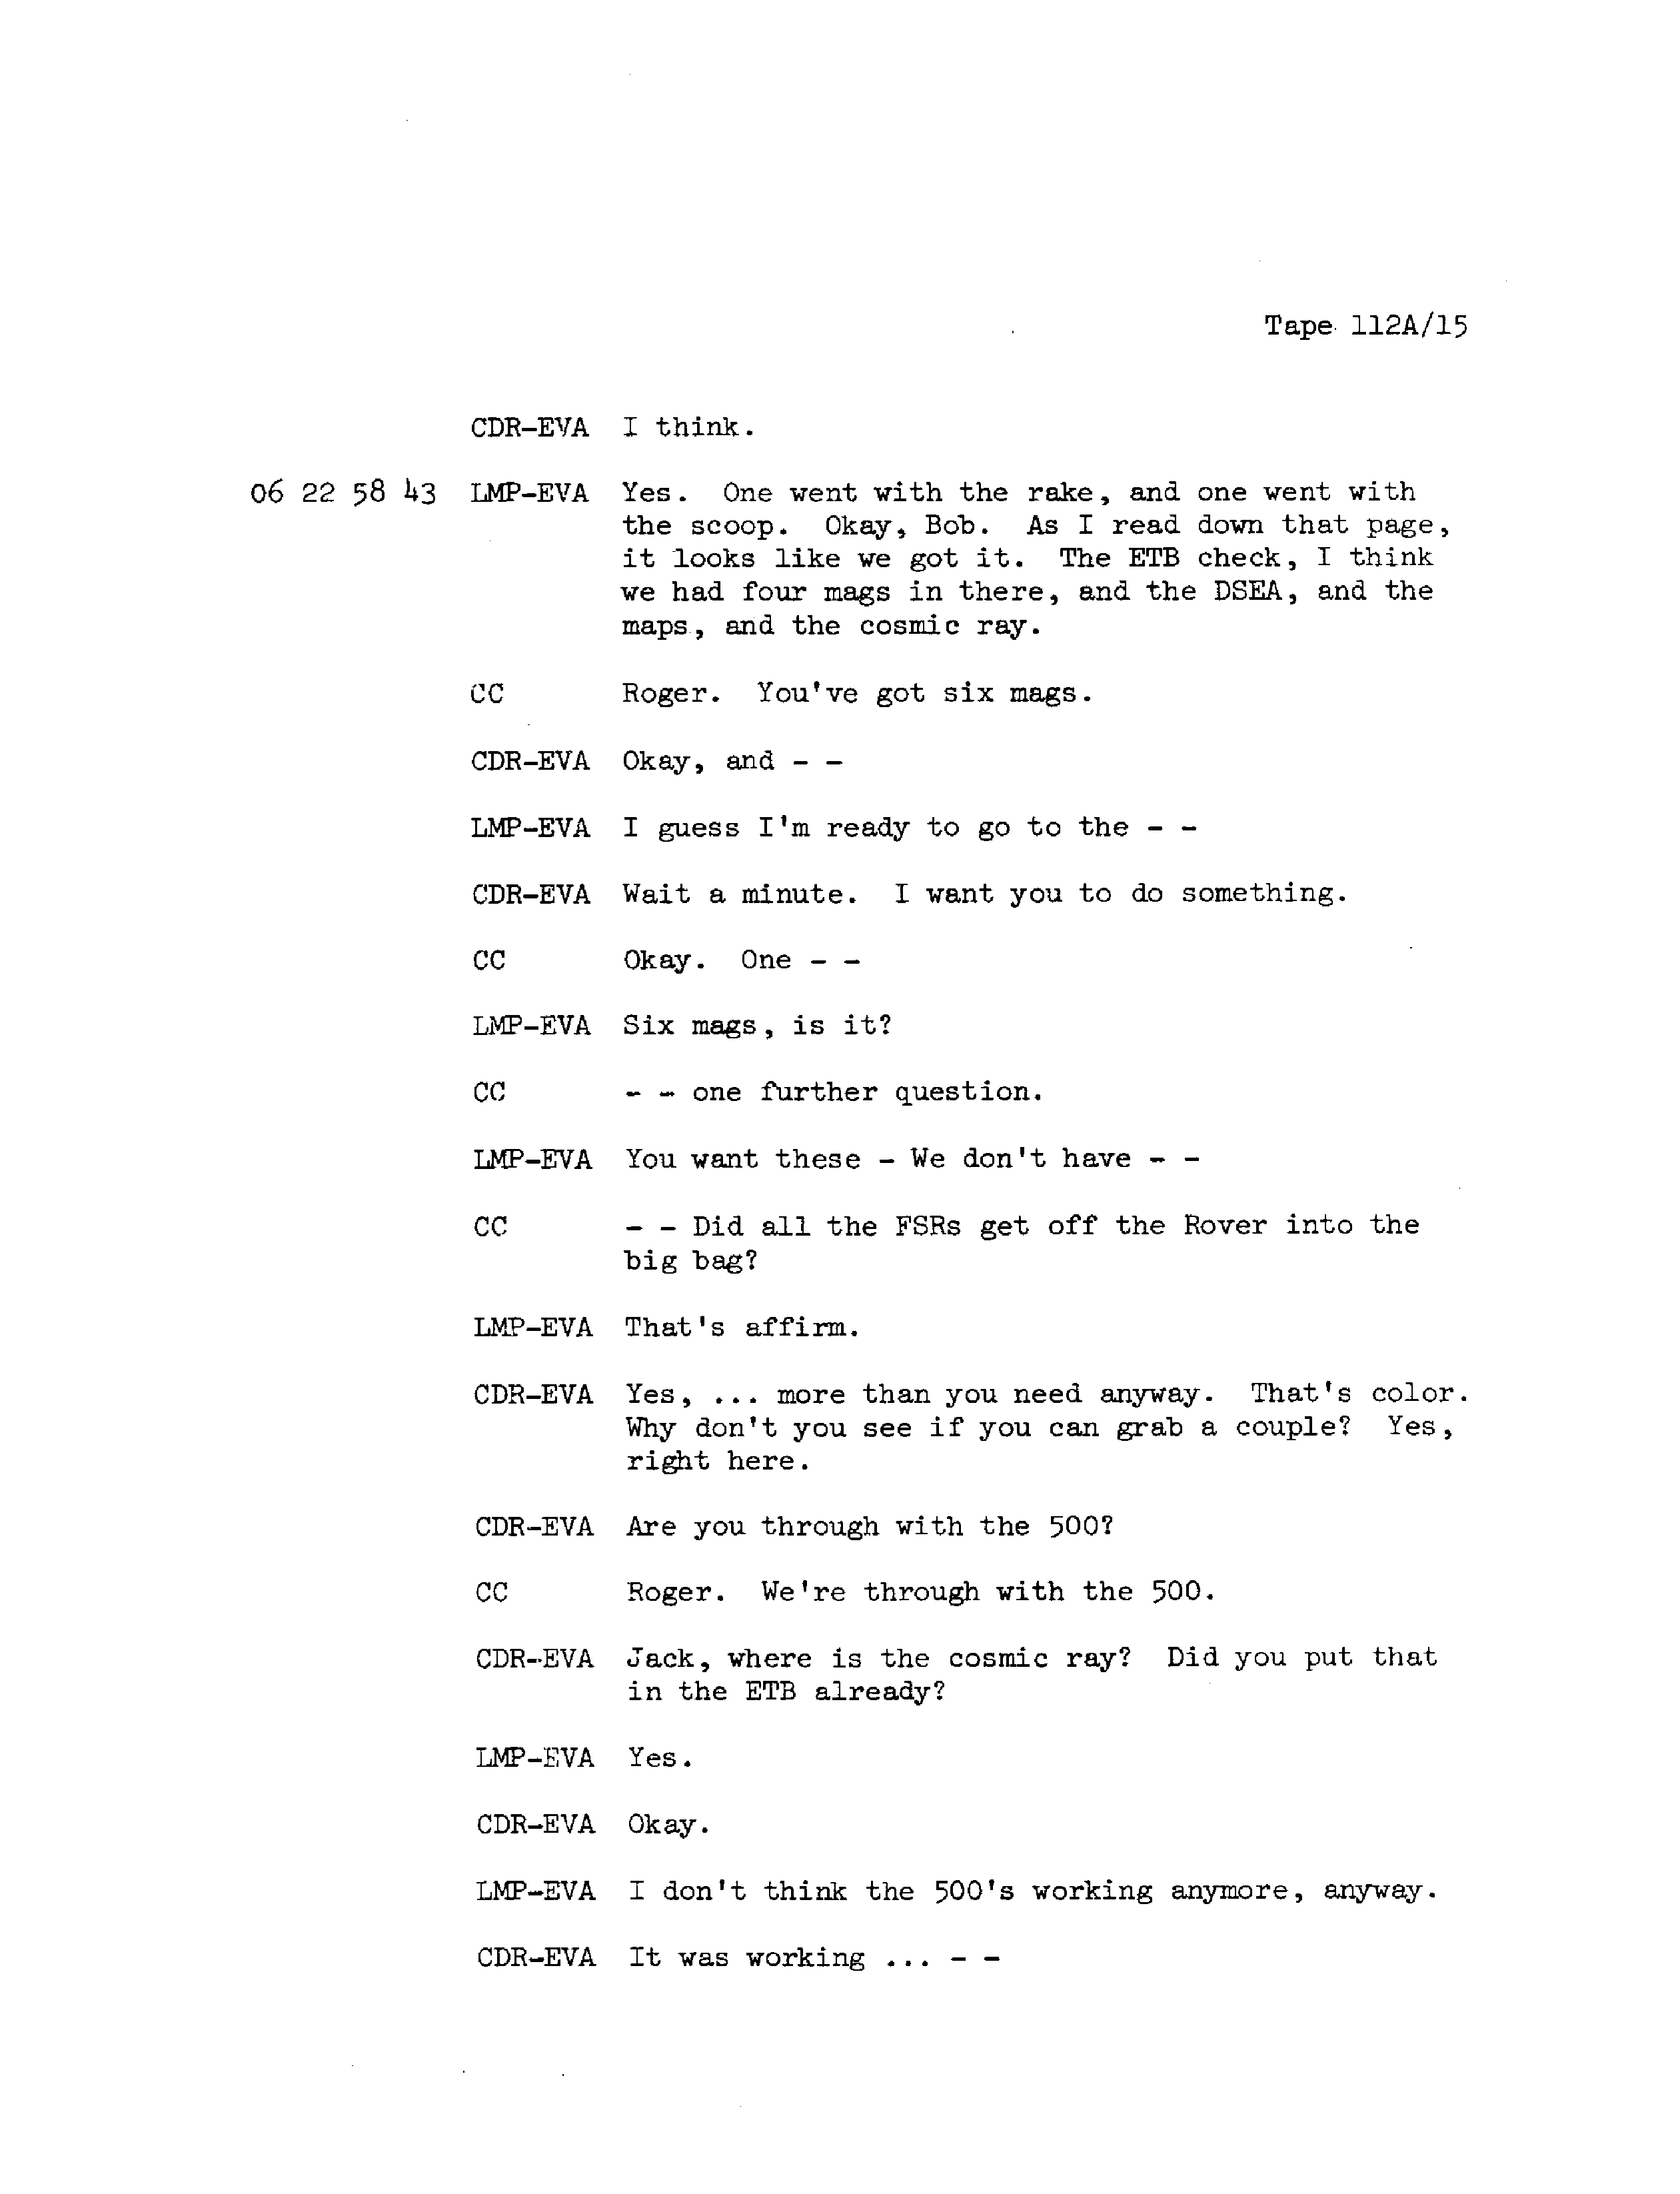 Tape 112A/15
CDR-EVA I think.
06 22 58 43 LMP-EVA Yes. One went with the rake, and one went with
the scoop. Okay, Bob. As I read down that page,
it looks like we got it. The ETB check, I think
we had four mags in there, and the DSEA, and the
maps, and the cosmic ray.
CC Roger. You've got six mags.
CDR-EVA Okay, and - -
LMP-EVA I guess I'm ready to go to the - -
CDR-EVA Wait a minute. I want you to do something.
CC Okay. One - -
LMP-EVA Six mags, is it?
CC - - one further question.
LMP-EVA You want these - We don't have - -
CC - - Did all the FSRs get off the Rover into the
big bag?
LMP-EVA That's affirm.
CDR-EVA Yes, ... more than you need anyway. That's color.
Why don't you see if you can grab a couple? Yes,
right here.
CDR-EVA Are you through with the 500?
CC Roger. We're through with the 500.
CDR-EVA Jack, where is the cosmic ray? Did you put that
in the ETB already?
LMP-EVA Yes.
CDR-EVA Okay.
LMP-EVA I don't think the 500's working anymore, anyway.
CDR-EVA It was working ... - -